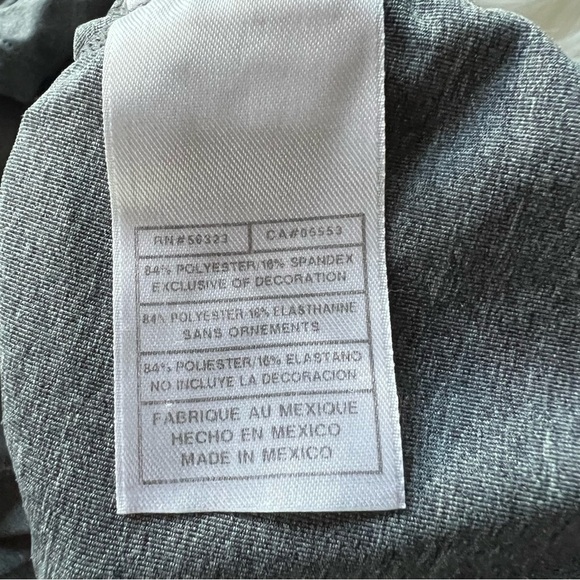 RN#56323 CA#05553
84% POLYESTER/16% SPANDEX
EXCLUSIVE OF DECORATION
84% POLYESTER-16% ELASTHANNE
SANS ORNEMENTS
84% POLIESTER/16% ELASTANO
NO INCLUYE LA DECORACION
FABRIQUE AU MEXIQUE
HECHO EN MEXICO
MADE IN MEXICO